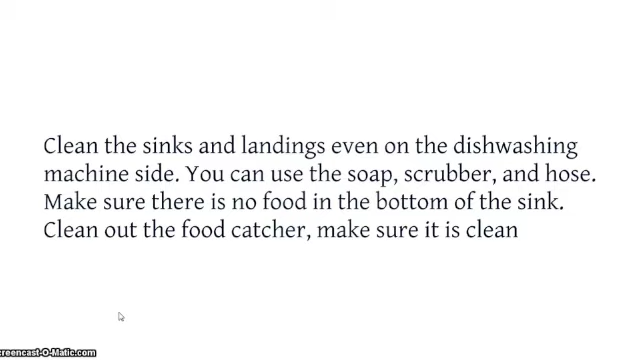 Clean the sinks and landings even on the dishwashing
machine side. You can use the soap, scrubber, and hose.
Make sure there is no food in the bottom of the sink.
Clean out the food catcher, make sure it is clean
creencast-O-Matic.com